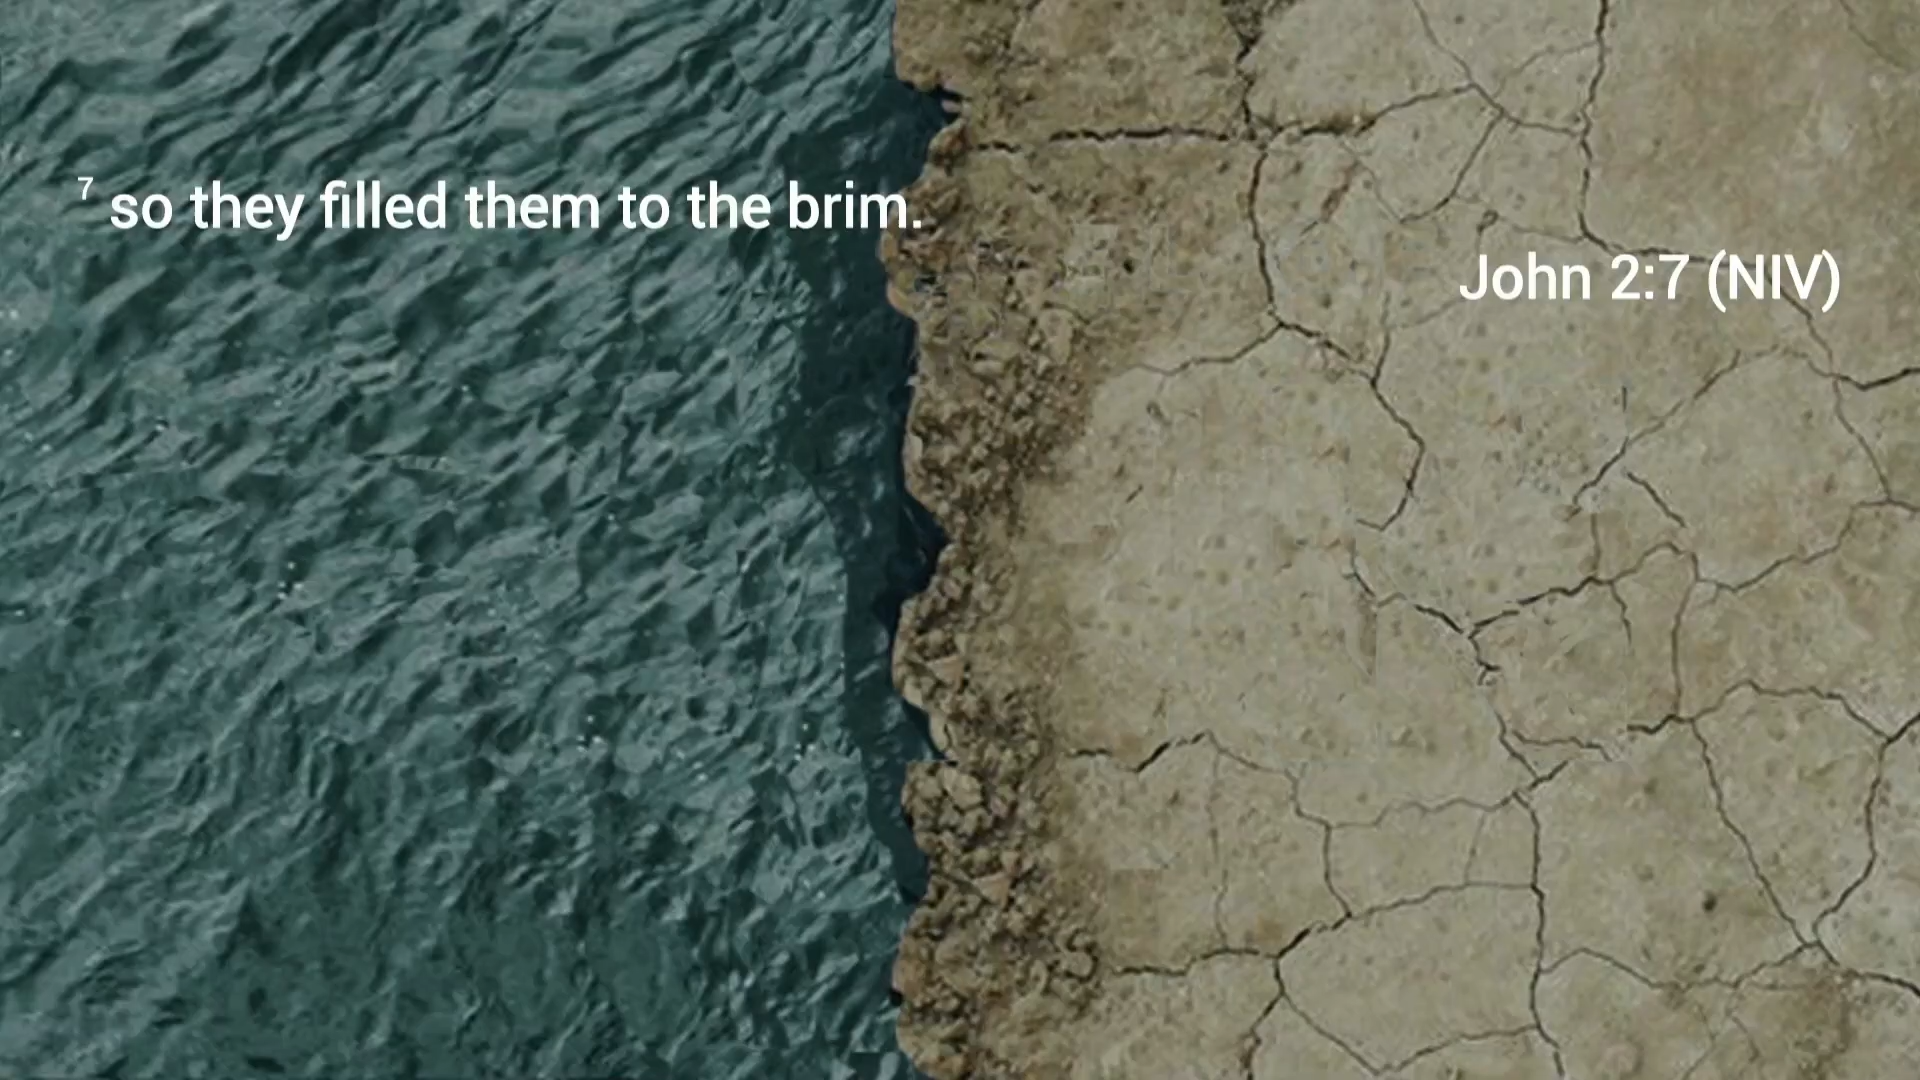 7 so they filled them to the brim.
John 2:7 (NIV)